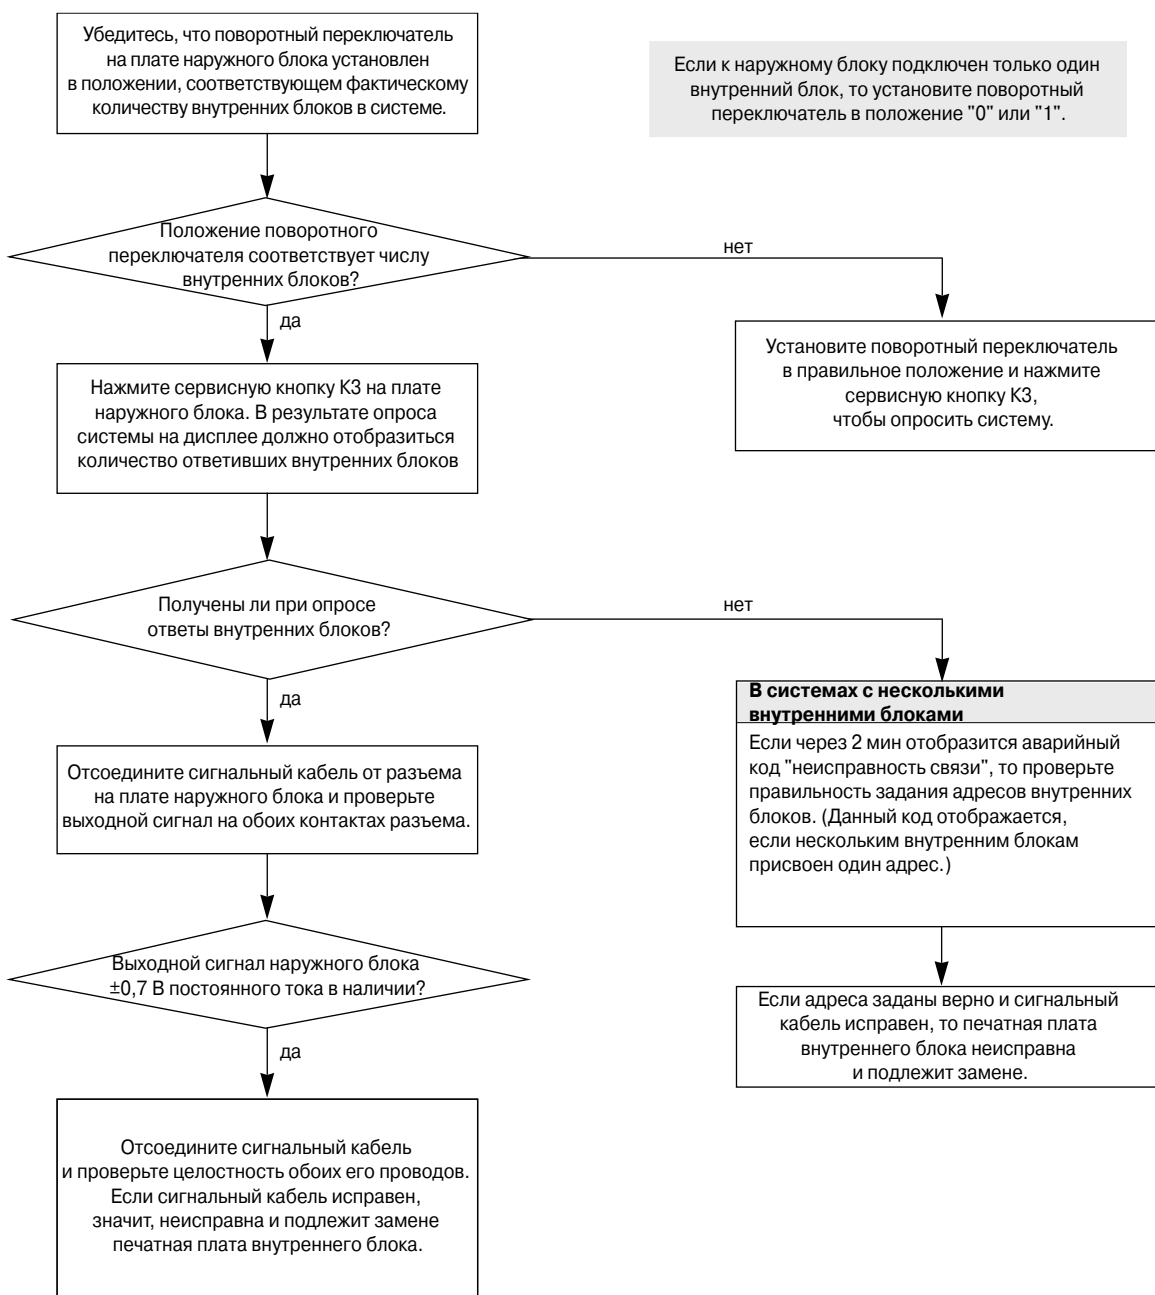 Убедитесь, что поворотный переключатель
на плате наружного блока установлен
в положении, соответствующем фактическому
количеству внутренних блоков в системе.
Если к наружному блоку подключен только один
внутренний блок, то установите поворотный
переключатель в положение "0" или "1".
Положение поворотного
переключателя соответствует числу
внутренних блоков?
нет
да
Установите поворотный переключатель
в правильное положение и нажмите
сервисную кнопку К3,
чтобы опросить систему.
Нажмите сервисную кнопку К3 на плате
наружного блока. В результате опроса
системы на дисплее должно отобразиться
количество ответивших внутренних блоков
Получены ли при опросе
ответы внутренних блоков?
нет
да
В системах с несколькими
внутренними блоками
Если через 2 мин отобразится аварийный
код "неисправность связи", то проверьте
правильность задания адресов внутренних
блоков. (Данный код отображается,
если нескольким внутренним блокам
присвоен один адрес.)
Отсоедините сигнальный кабель от разъема
на плате наружного блока и проверьте
выходной сигнал на обоих контактах разъема.
Выходной сигнал наружного блока
±0,7 В постоянного тока в наличии?
да
Если адреса заданы верно и сигнальный
кабель исправен, то печатная плата
внутреннего блока неисправна
и подлежит замене.
Отсоедините сигнальный кабель
и проверьте целостность обоих его проводов.
Если сигнальный кабель исправен,
значит, неисправна и подлежит замене
печатная плата внутреннего блока.